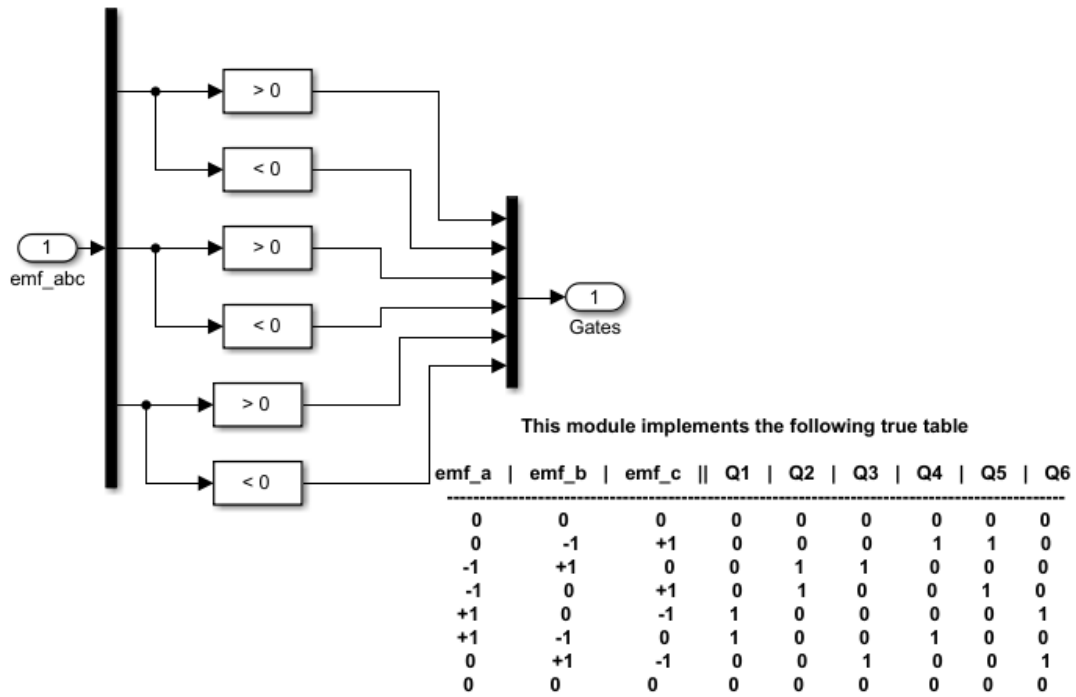 > 0
< 0
> 0
1
emf_abc
1
Gates
< 0
> 0
< 0
This module implements the following true table
emf_a | emf_b | emf_c || Q1 | Q2 | Q3 | Q4 | Q5 | Q6
--------------------------------------------------------------------------------
0 0 0 0 0 0 0 0 0
0 -1 +1 0 0 0 1 1 0
-1 +1 0 0 1 1 0 0 0
-1 0 +1 0 1 0 0 1 0
+1 0 -1 1 0 0 0 0 1
+1 -1 0 1 0 0 1 0 0
0 +1 -1 0 0 1 0 0 1
0 0 0 0 0 0 0 0 0